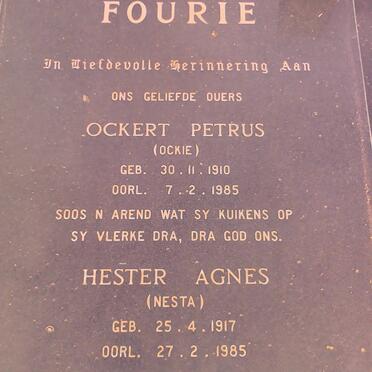 FOURIE
In Liefdevolle Herinnering Aan
ONS GELIEFDE OUERS
OCKERT PETRUS
(OCKIE)
GEB. 30.11.1910
OORL. 7.2.1985
SOOS N AREND WAT SY KUIKENS OP
SY VLERKE DRA, DRA GOD ONS.
HESTER AGNES
(NESTA)
GEB. 25.4.1917
OORL. 27.2.1985